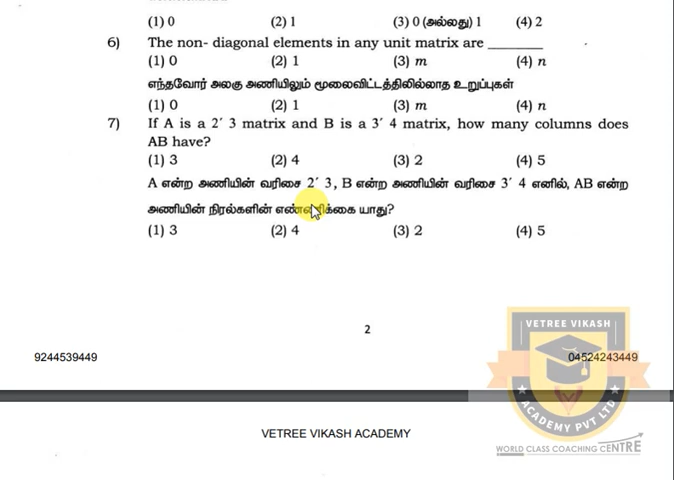 (1) 0 (2) 1 (3) 0 (அல்லது) 1 (4) 2
6) The non- diagonal elements in any unit matrix are ________
(1) 0 (2) 1 (3) m (4) n
எந்தவோர் அலகு அணியிலும் மூலைவிட்டத்திலில்லாத உறுப்புகள்
(1) 0 (2) 1 (3) m (4) n
7) If A is a 2′ 3 matrix and B is a 3′ 4 matrix, how many columns does
AB have?
(1) 3 (2) 4 (3) 2 (4) 5
A என்ற அணியின் வரிசை 2′ 3, B என்ற அணியின் வரிசை 3′ 4 எனில், AB என்ற
அணியின் நிரல்களின் எண்ணிக்கை யாது?
(1) 3 (2) 4 (3) 2 (4) 5
2
9244539449 04524243449
VETREE VIKASH
ACADEMY PVT LTD
WORLD CLASS COACHING CENTRE
VETREE VIKASH ACADEMY